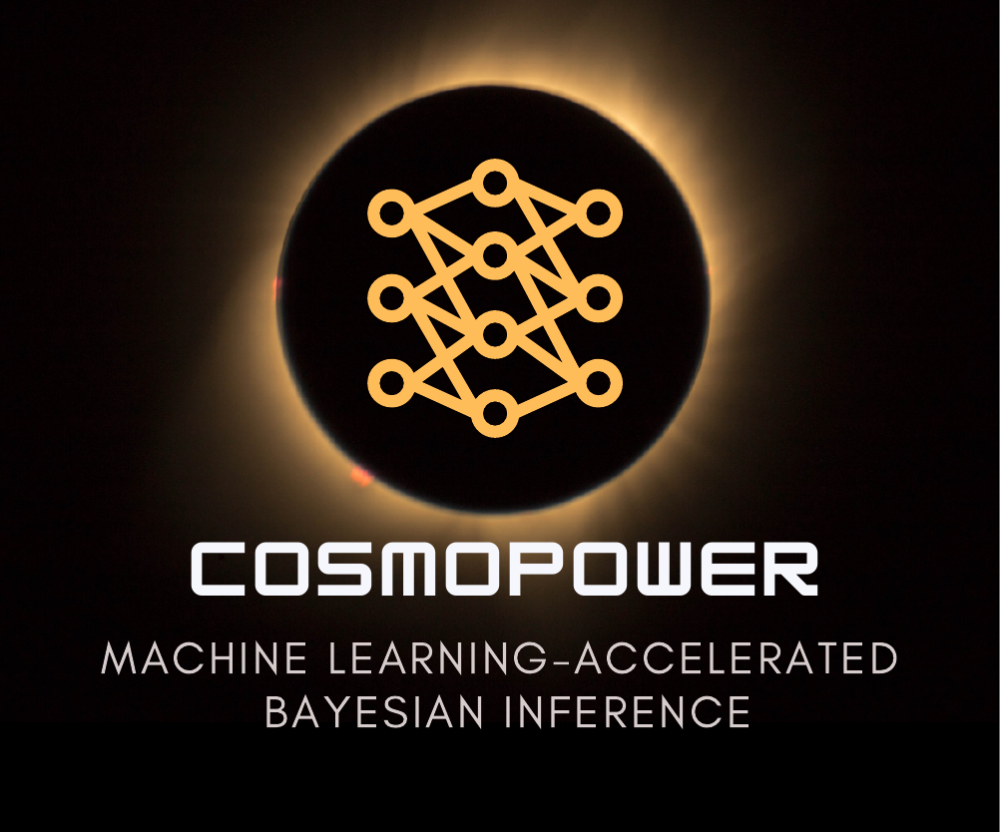 COSMOPOWER
MACHINE LEARNING-ACCELERATED
BAYESIAN INFERENCE